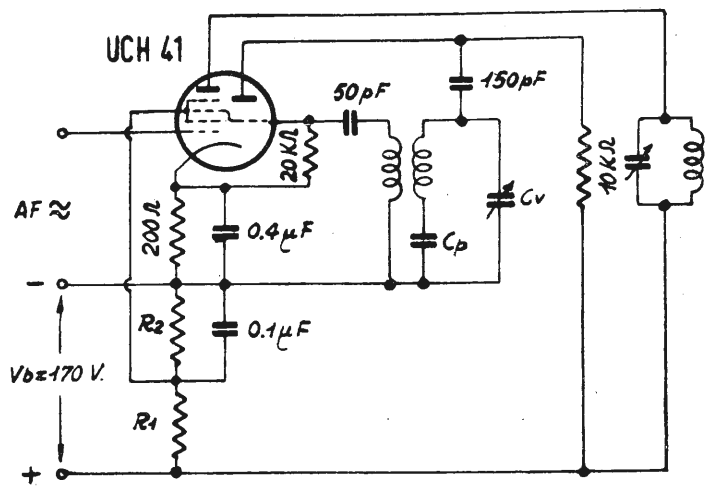 UCH 41
50pF
150pF
20KΩ
10KΩ
AF ≈
200Ω
0.4µF
Cp
Cv
−
R2
0.1µF
Vb=170 V.
R1
+